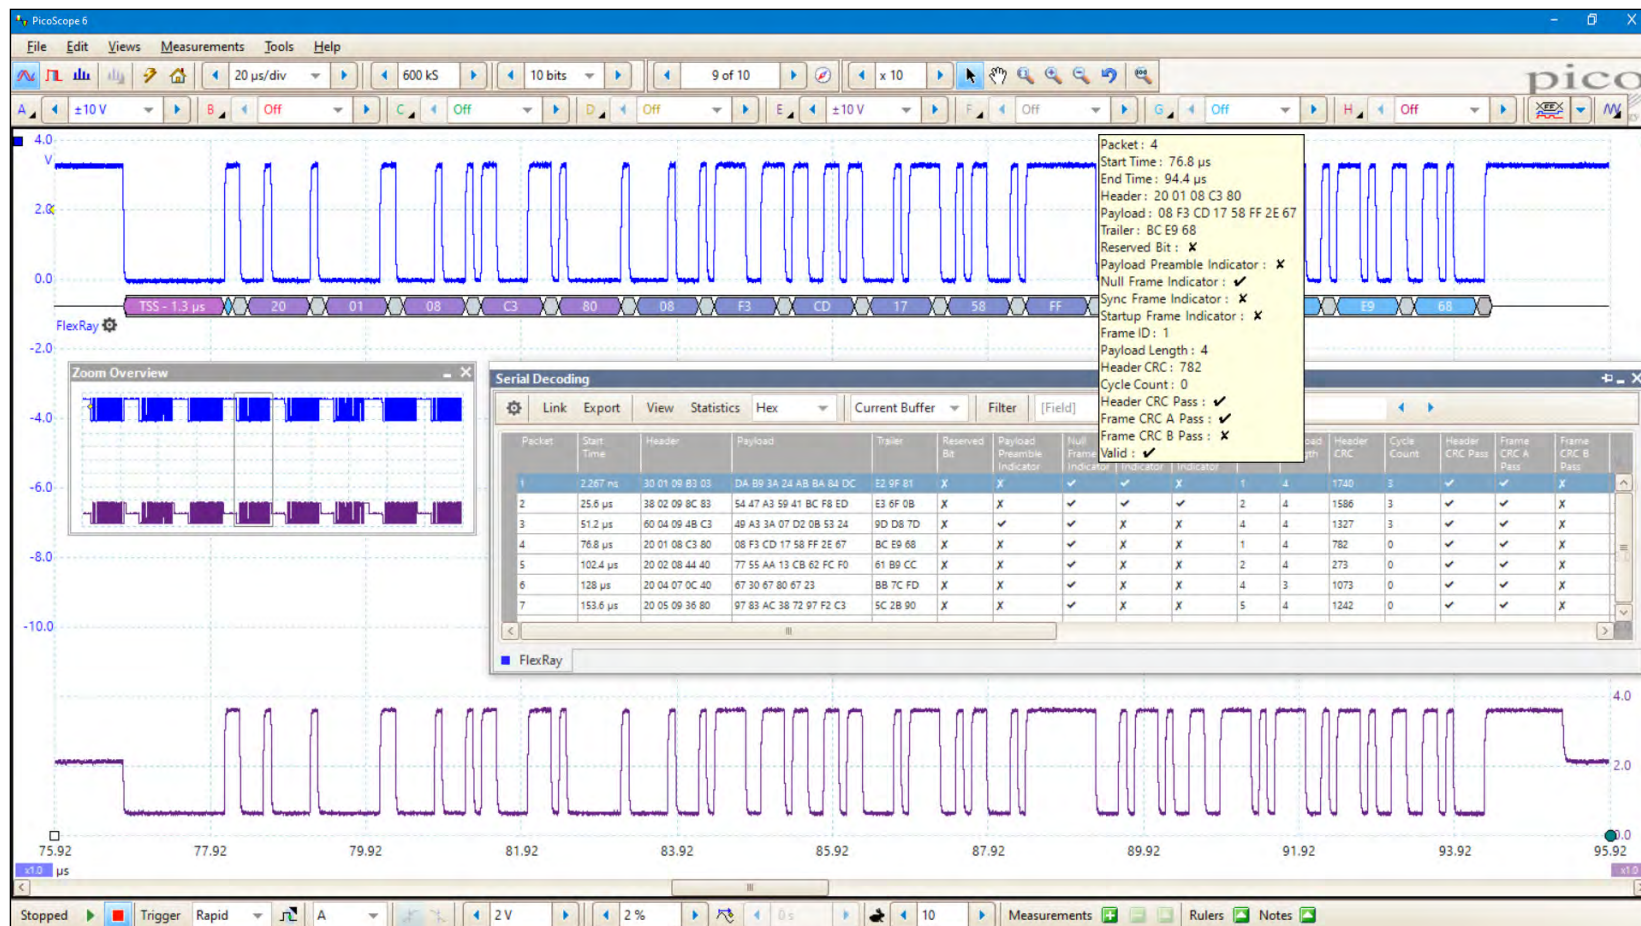 PicoScope 6
File Edit Views Measurements Tools Help
20 µs/div 600 kS 10 bits 9 of 10 x 10
pico
A ±10 V B Off C Off D Off E ±10 V F Off G Off H Off
4.0
V
2.0
0.0
-2.0
-4.0
-6.0
-8.0
-10.0
TSS - 1.3 µs 20 01 08 C3 80 08 F3 CD 17 58 FF E9 68
FlexRay
Packet : 4
Start Time : 76.8 µs
End Time : 94.4 µs
Header : 20 01 08 C3 80
Payload : 08 F3 CD 17 58 FF 2E 67
Trailer : BC E9 68
Reserved Bit : ✘
Payload Preamble Indicator : ✘
Null Frame Indicator : ✔
Sync Frame Indicator : ✘
Startup Frame Indicator : ✘
Frame ID : 1
Payload Length : 4
Header CRC : 782
Cycle Count : 0
Header CRC Pass : ✔
Frame CRC A Pass : ✔
Frame CRC B Pass : ✘
Valid : ✔
Zoom Overview
Serial Decoding
Link Export View Statistics Hex Current Buffer Filter [Field]
Packet Start Time Header Payload Trailer Reserved Bit Payload Preamble Indicator Null Frame Indicator Indicator Indicator Header CRC Cycle Count Header CRC Pass Frame CRC A Pass Frame CRC B Pass
1 2.267 ns 30 01 09 B3 03 DA B9 3A 24 AB BA 84 DC E2 9F 81 ✘ ✘ ✔ ✔ ✘ 1 4 1740 3 ✔ ✔ ✘
2 25.6 µs 38 02 09 8C 83 54 47 A3 59 41 BC F8 ED E3 6F 0B ✘ ✘ ✔ ✔ ✔ 2 4 1586 3 ✔ ✔ ✘
3 51.2 µs 60 04 09 4B C3 49 A3 3A 07 D2 0B 53 24 9D D8 7D ✘ ✔ ✔ ✘ ✘ 4 4 1327 3 ✔ ✔ ✘
4 76.8 µs 20 01 08 C3 80 08 F3 CD 17 58 FF 2E 67 BC E9 68 ✘ ✘ ✔ ✘ ✘ 1 4 782 0 ✔ ✔ ✘
5 102.4 µs 20 02 08 44 40 77 55 AA 13 CB 62 FC F0 61 B9 CC ✘ ✘ ✔ ✘ ✘ 2 4 273 0 ✔ ✔ ✘
6 128 µs 20 04 07 0C 40 67 30 67 80 67 23 BB 7C FD ✘ ✘ ✔ ✘ ✘ 4 3 1073 0 ✔ ✔ ✘
7 153.6 µs 20 05 09 36 80 97 83 AC 38 72 97 F2 C3 5C 2B 90 ✘ ✘ ✔ ✘ ✘ 5 4 1242 0 ✔ ✔ ✘
FlexRay
4.0
2.0
0.0
75.92 77.92 79.92 81.92 83.92 85.92 87.92 89.92 91.92 93.92 95.92
x1.0 µs x1.0
Stopped Trigger Rapid A 2 V 2 % 0 s 10 Measurements Rulers Notes